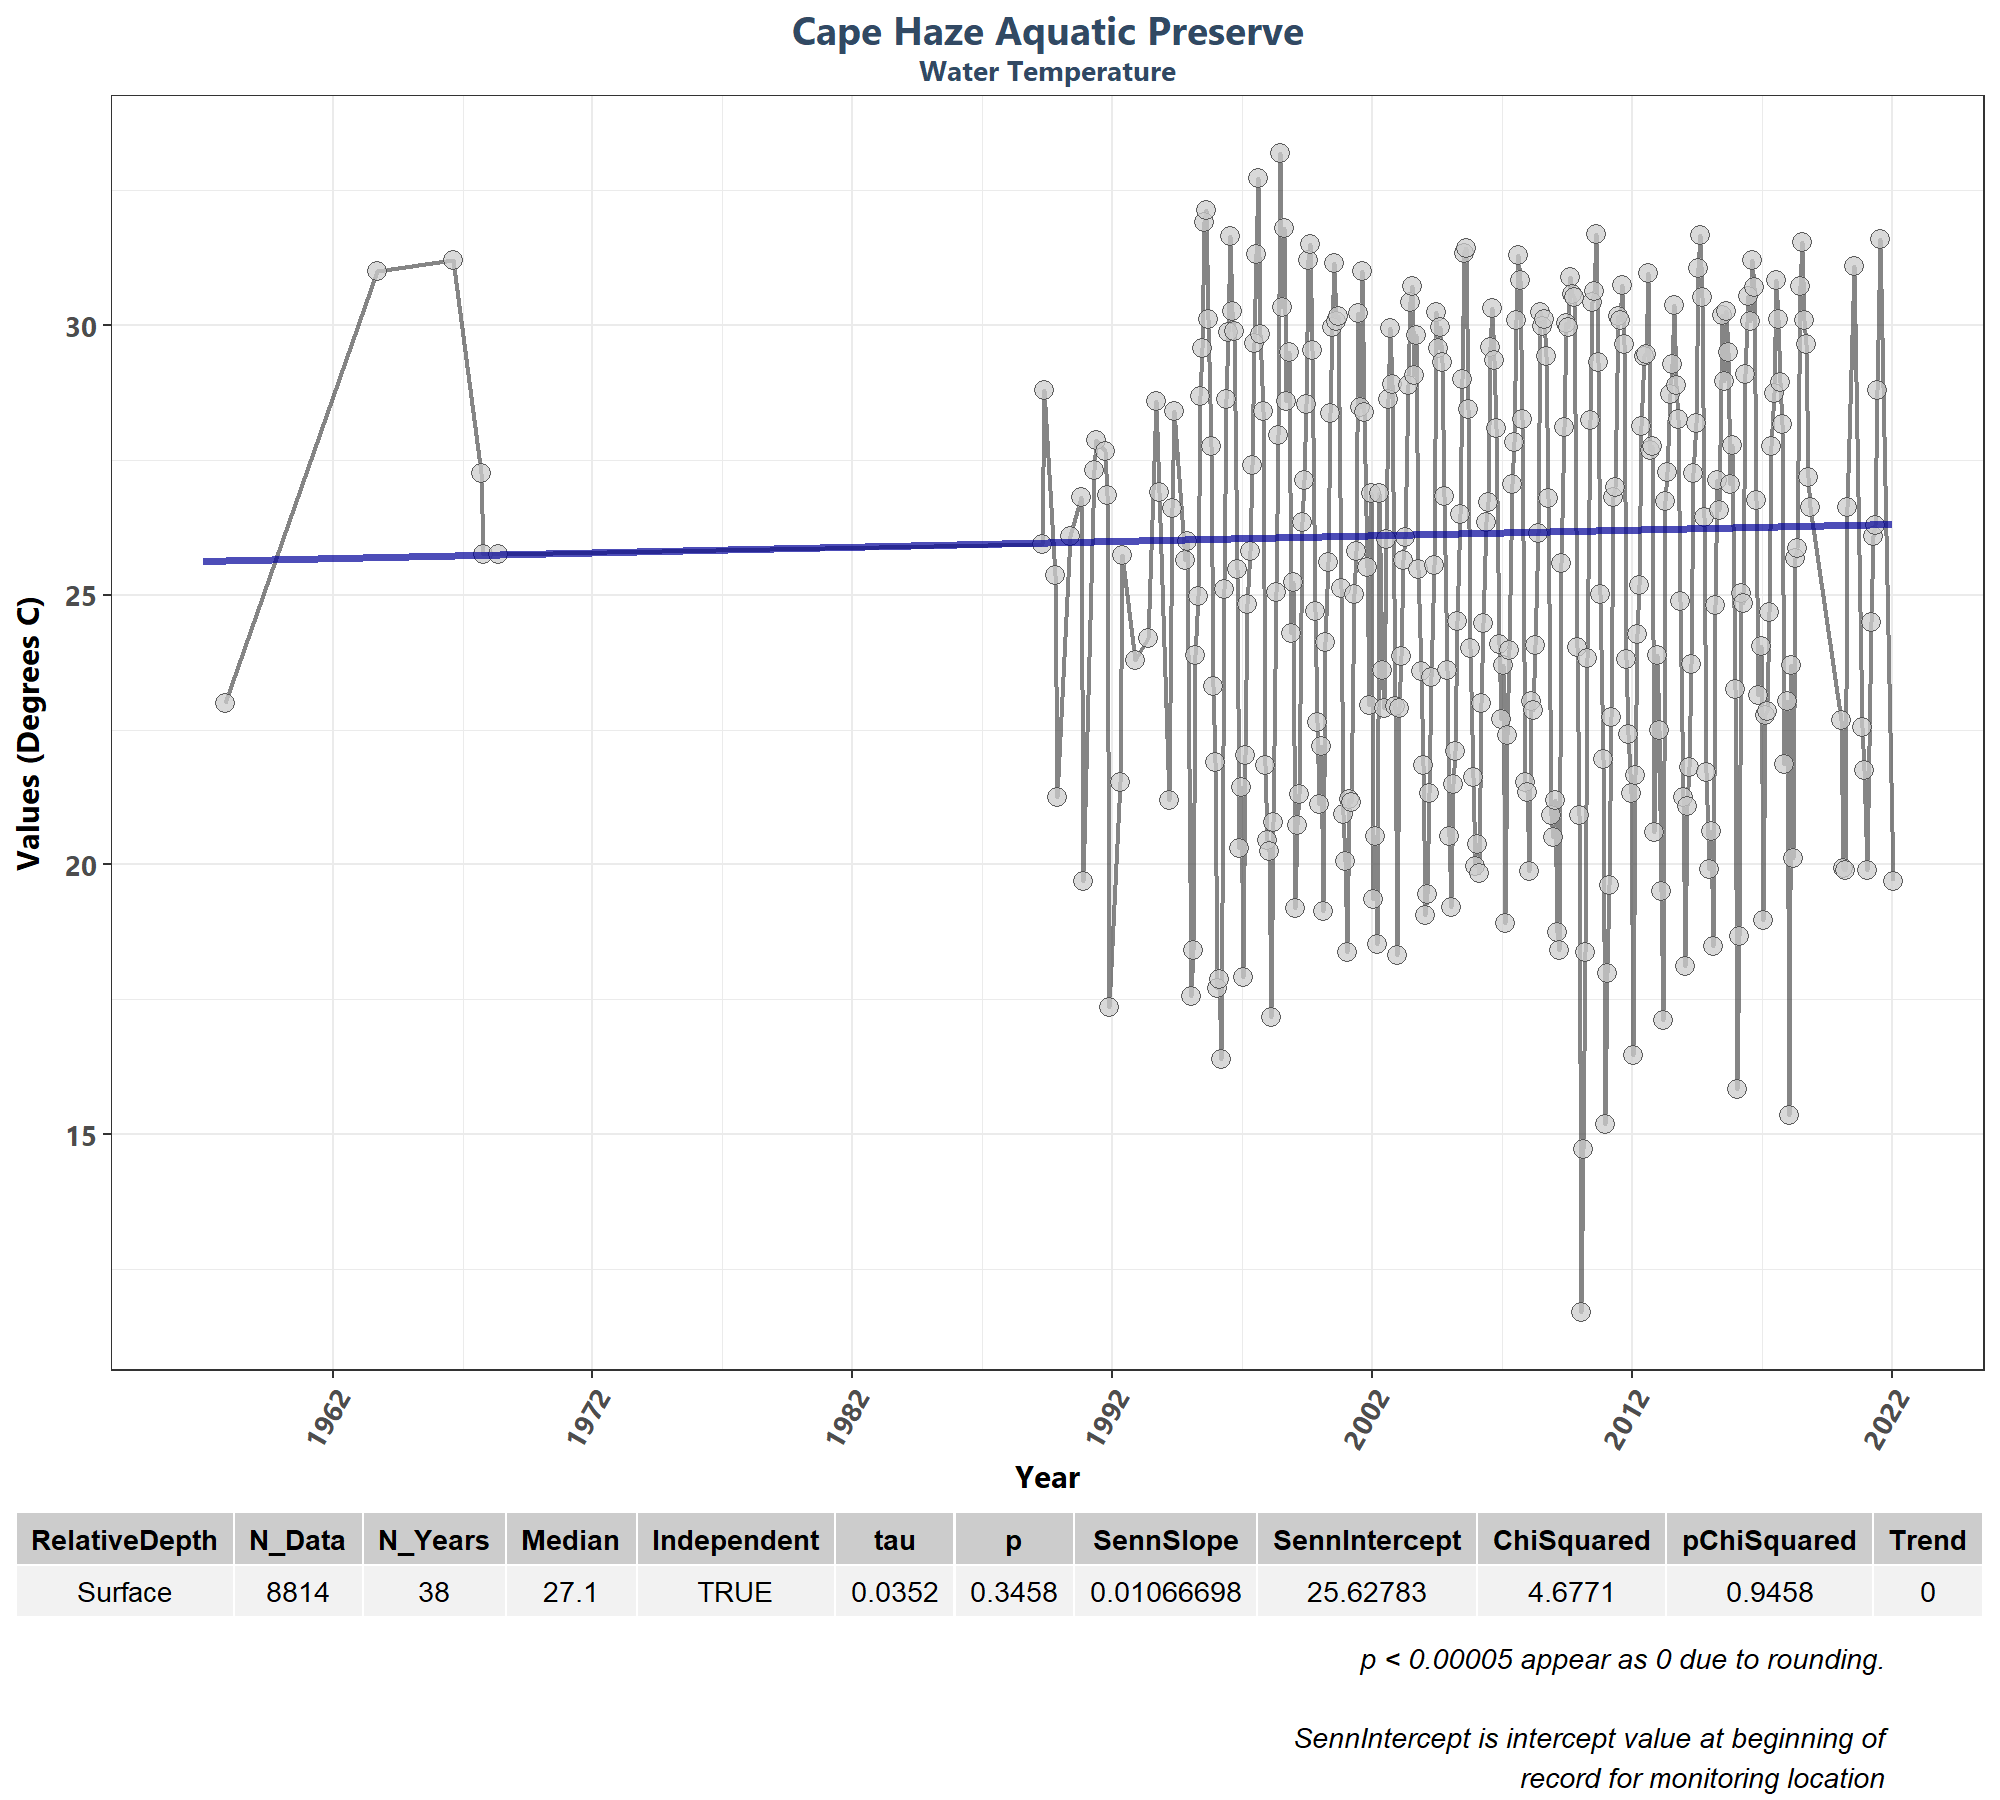 Cape Haze Aquatic Preserve
Water Temperature
Values (Degrees C)
30
25
20
15
1962 1972 1982 1992 2002 2012 2022
Year
RelativeDepth N_Data N_Years Median Independent tau p SennSlope SennIntercept ChiSquared pChiSquared Trend
Surface 8814 38 27.1 TRUE 0.0352 0.3458 0.01066698 25.62783 4.6771 0.9458 0
p < 0.00005 appear as 0 due to rounding.
SennIntercept is intercept value at beginning of
record for monitoring location